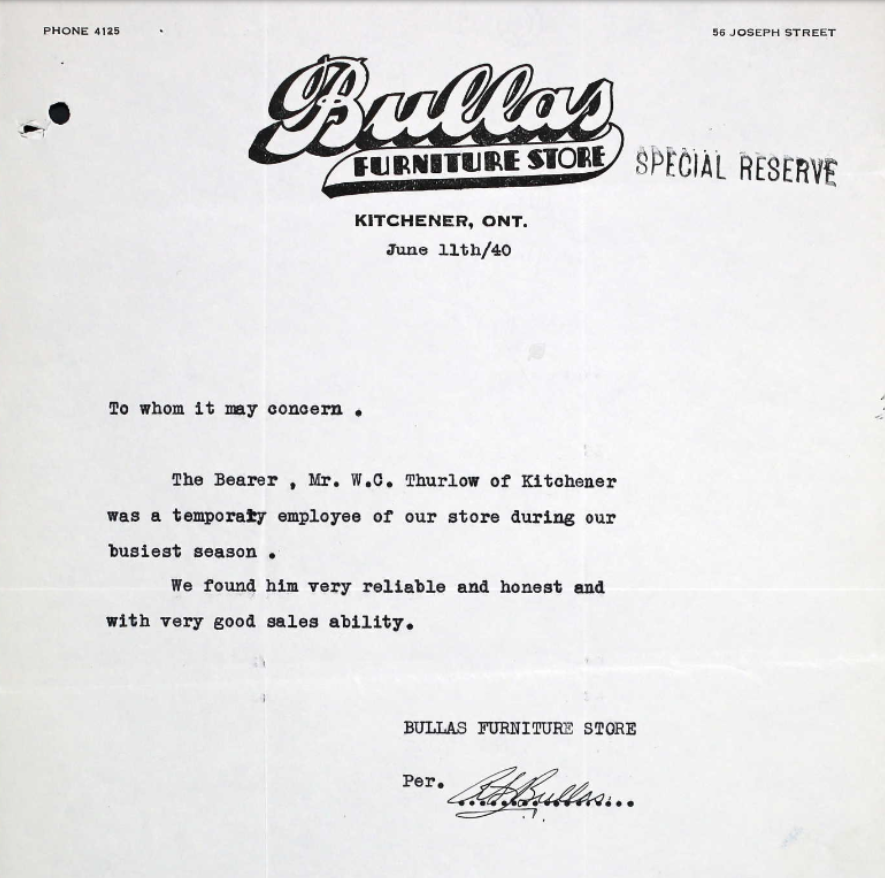 PHONE 4125
56 JOSEPH STREET
Bullas
FURNITURE STORE
SPECIAL RESERVE
KITCHENER, ONT.
June 11th/40
To whom it may concern .
The Bearer , Mr. W.C. Thurlow of Kitchener
was a temporary employee of our store during our
busiest season .
We found him very reliable and honest and
with very good sales ability.
BULLAS FURNITURE STORE
Per. Bullas